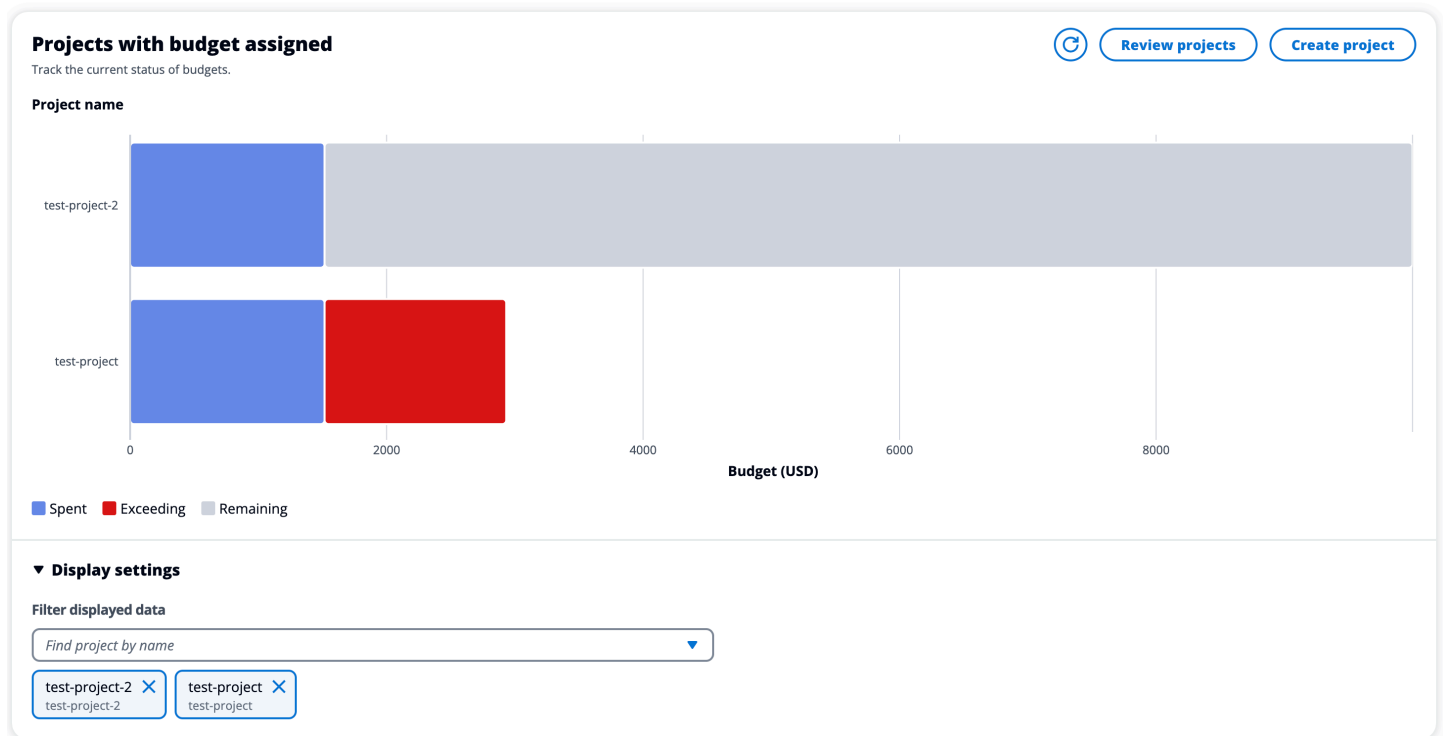 Projects with budget assigned
Review projects
Create project
Track the current status of budgets.
Project name
test-project-2
test-project
0 2000 4000 6000 8000
Budget (USD)
Spent Exceeding Remaining
Display settings
Filter displayed data
Find project by name
test-project-2 test-project
test-project-2 test-project